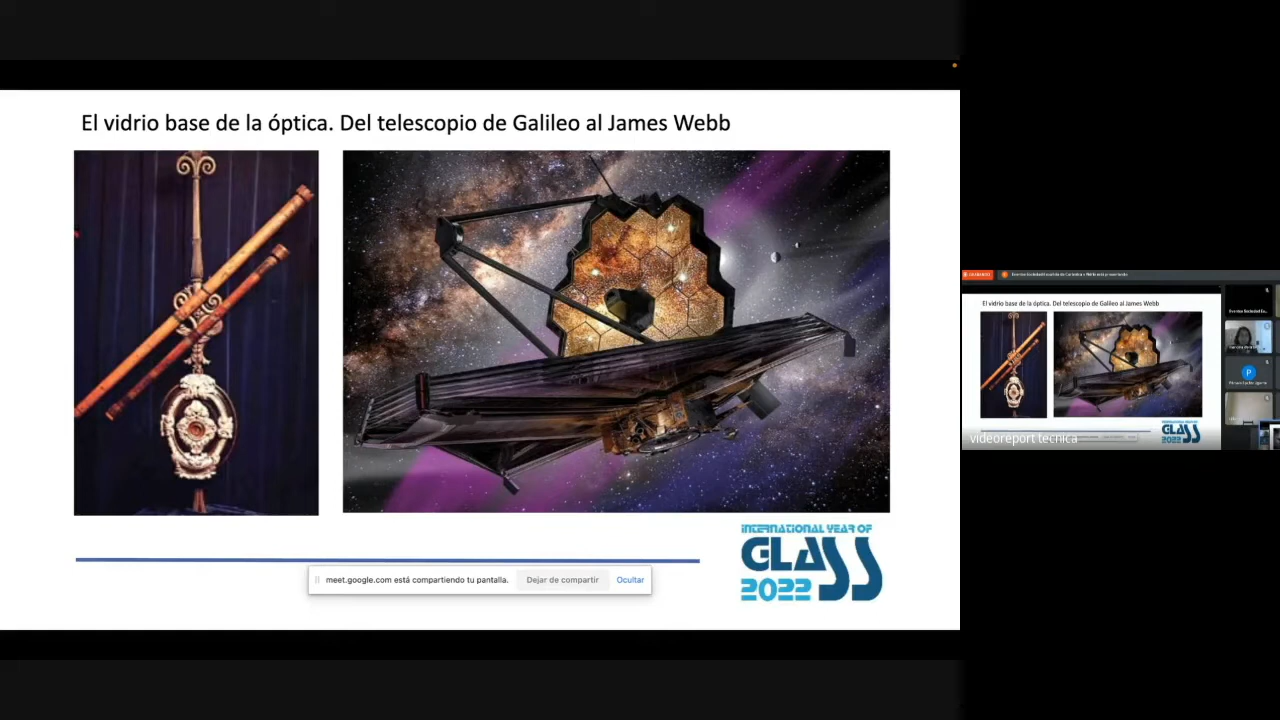 El vidrio base de la óptica. Del telescopio de Galileo al James Webb
INTERNATIONAL YEAR OF
GLASS
2022
meet.google.com está compartiendo tu pantalla.
Dejar de compartir
Ocultar
El vidrio base de la óptica. Del telescopio de Galileo al James Webb
GLASS
2022
videoreport tecnica
P